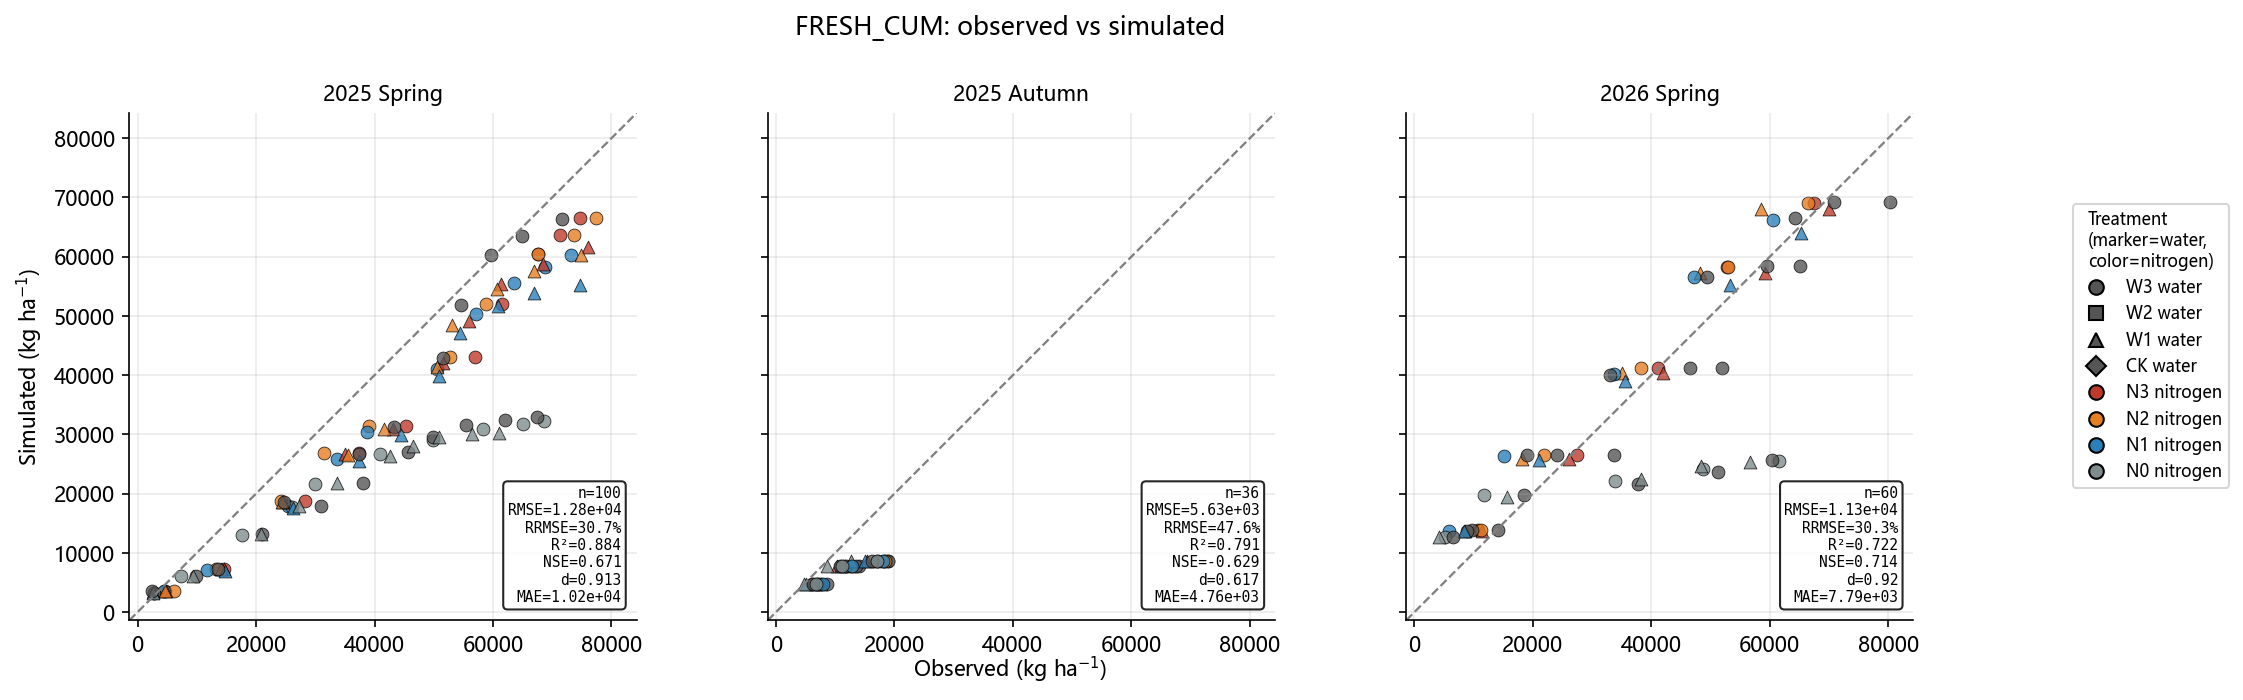 FRESH_CUM: observed vs simulated
2025 Spring
2025 Autumn
2026 Spring
Simulated (kg ha⁻¹)
80000
70000
60000
50000
40000
30000
20000
10000
0
n=100
RMSE=1.28e+04
RRMSE=30.7%
R²=0.884
NSE=0.671
d=0.913
MAE=1.02e+04
0 20000 40000 60000 80000
n=36
RMSE=5.63e+03
RRMSE=47.6%
R²=0.791
NSE=-0.629
d=0.617
MAE=4.76e+03
0 20000 40000 60000 80000
n=60
RMSE=1.13e+04
RRMSE=30.3%
R²=0.722
NSE=0.714
d=0.92
MAE=7.79e+03
0 20000 40000 60000 80000
Observed (kg ha⁻¹)
Treatment
(marker=water,
color=nitrogen)
W3 water
W2 water
W1 water
CK water
N3 nitrogen
N2 nitrogen
N1 nitrogen
N0 nitrogen